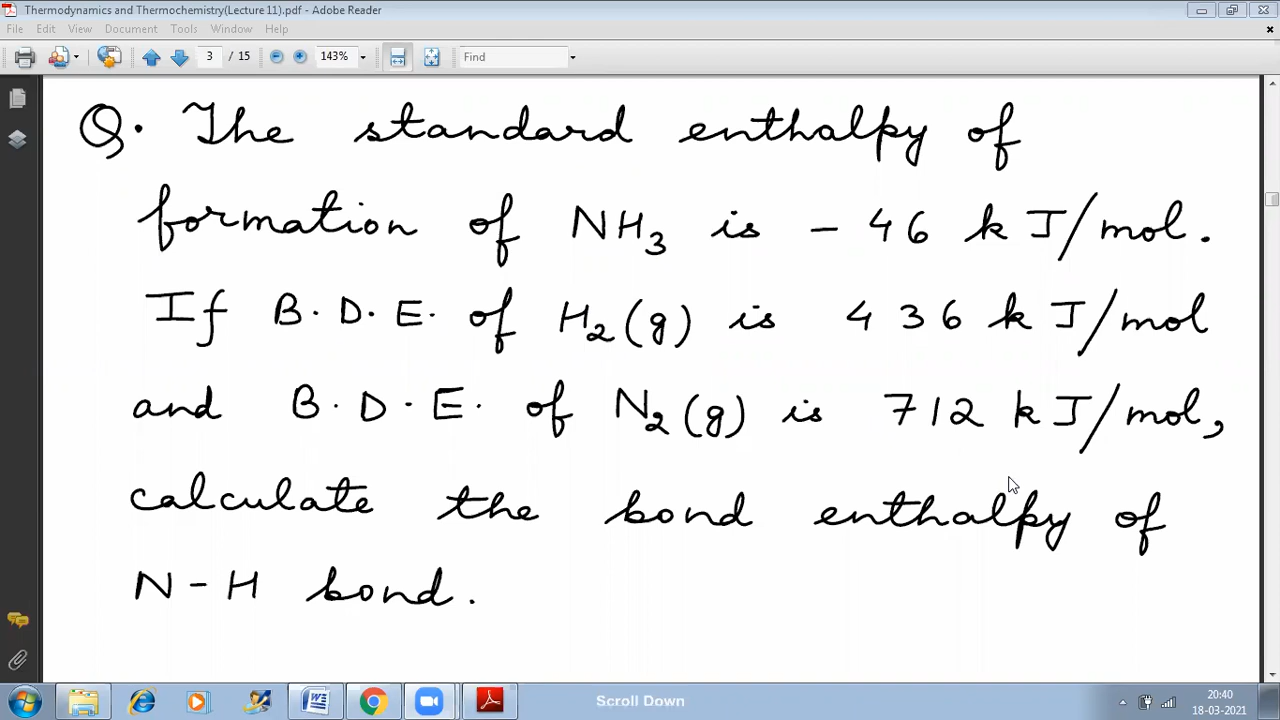 Thermodynamics and Thermochemistry(Lecture 11).pdf - Adobe Reader
File Edit View Document Tools Window Help
3 / 15 143% Find
Q. The standard enthalpy of
formation of NH3 is - 46 kJ/mol.
If B.D.E. of H2(g) is 436 kJ/mol
and B.D.E. of N2(g) is 712 kJ/mol,
calculate the bond enthalpy of
N-H bond.
Scroll Down
20:40
18-03-2021